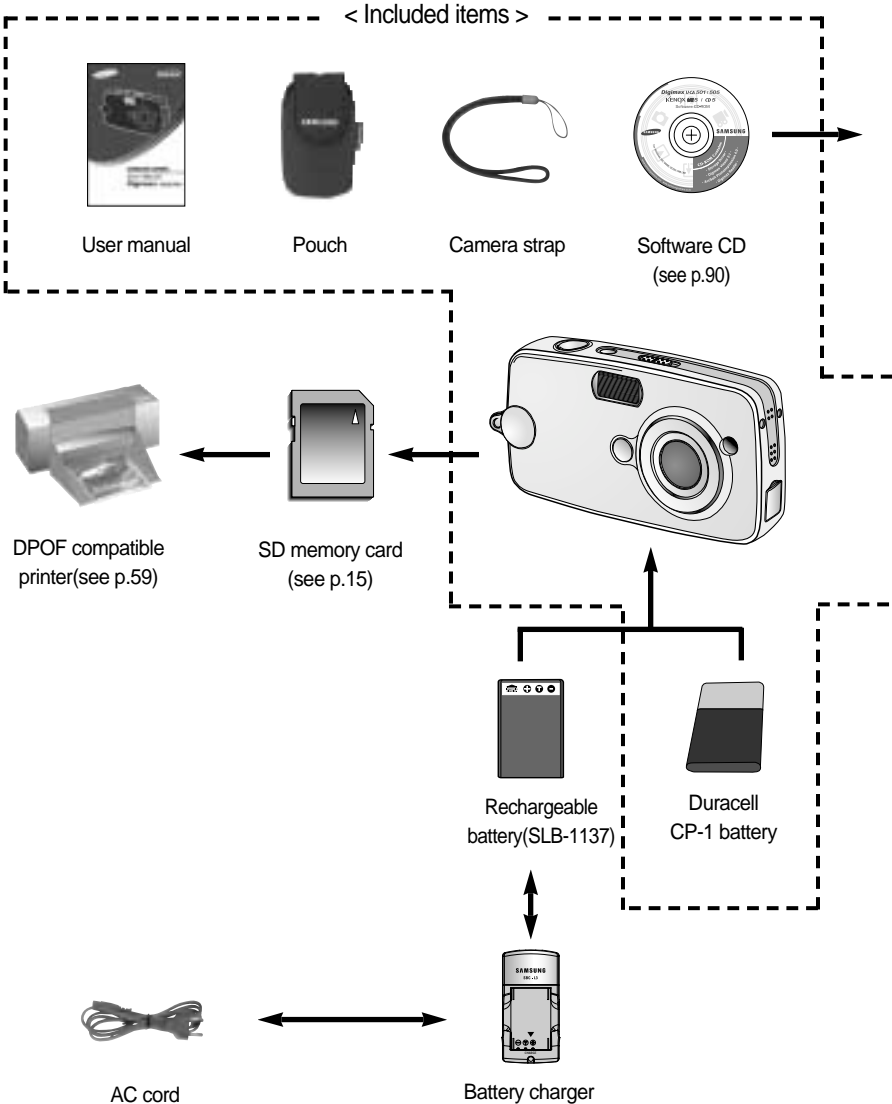 < Included items >
SAMSUNG
SAMSUNG
User manual
Pouch
Camera strap
Software CD
(see p.90)
DPOF compatible
printer(see p.59)
SD memory card
(see p.15)
Rechargeable
battery(SLB-1137)
Duracell
CP-1 battery
SAMSUNG
AC cord
Battery charger